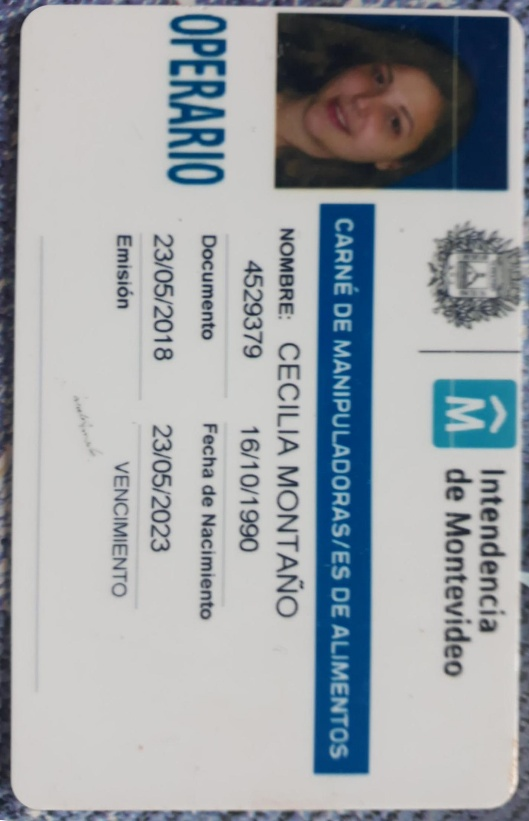 Intendencia
de Montevideo
M
CARNÉ DE MANIPULADORAS/ES DE ALIMENTOS
NOMBRE: CECILIA MONTAÑO
4529379 16/10/1990
Documento Fecha de Nacimiento
OPERARIO
23/05/2018 23/05/2023
Emisión VENCIMIENTO